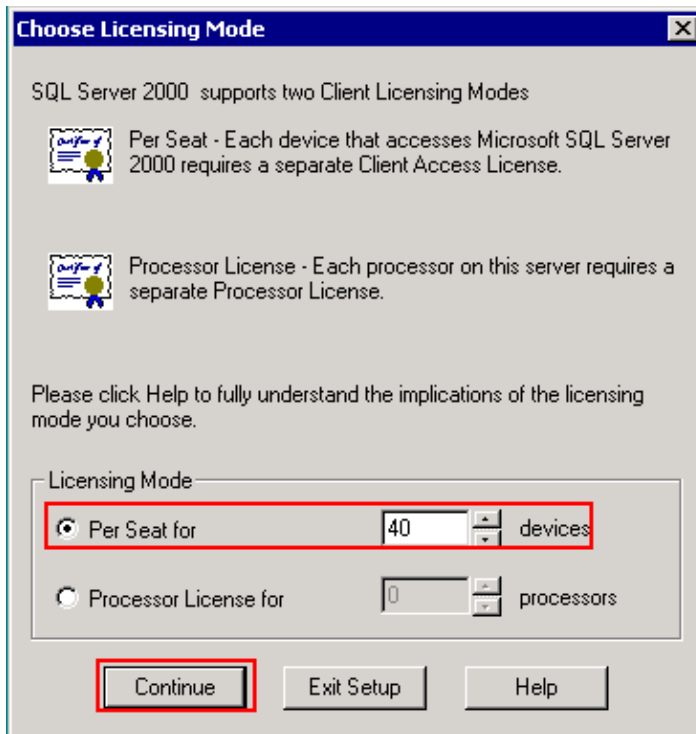 Choose Licensing Mode
SQL Server 2000 supports two Client Licensing Modes
Per Seat - Each device that accesses Microsoft SQL Server
2000 requires a separate Client Access License.
Processor License - Each processor on this server requires a
separate Processor License.
Please click Help to fully understand the implications of the licensing
mode you choose.
Licensing Mode
Per Seat for 40 devices
Processor License for 0 processors
Continue Exit Setup Help